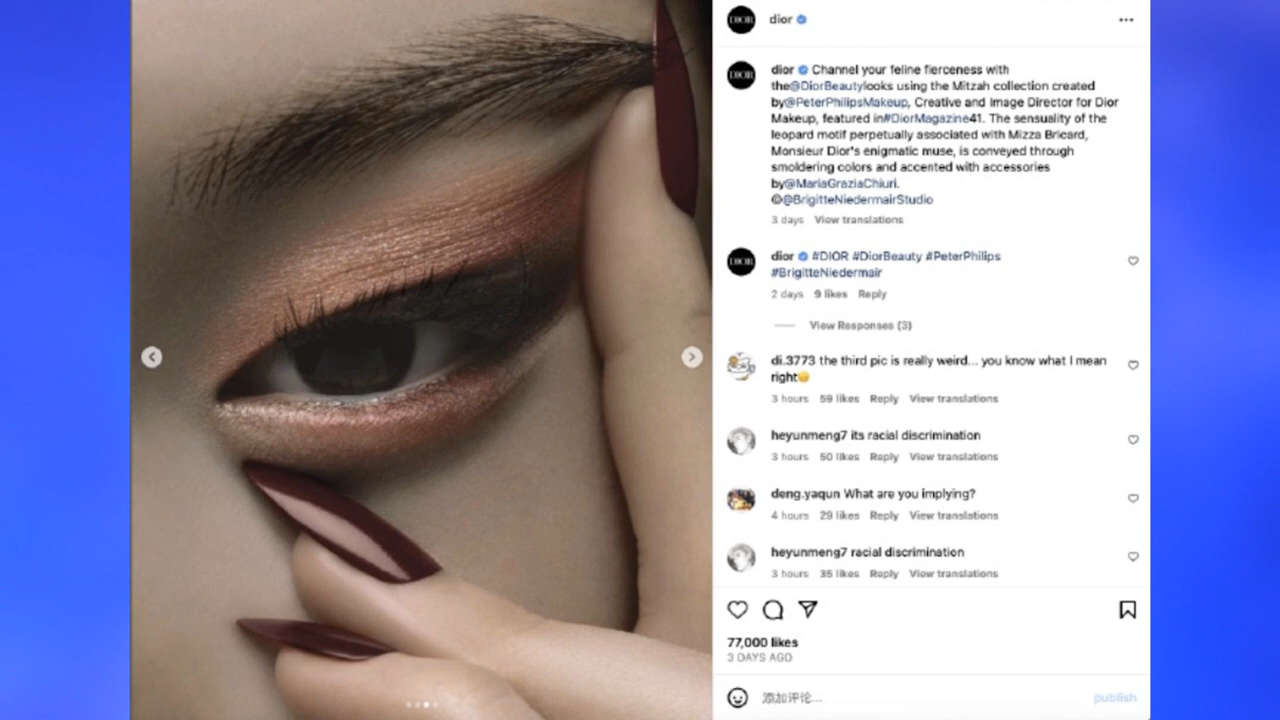 DIOR dior
DIOR dior Channel your feline fierceness with
the@DiorBeautylooks using the Mitzah collection created
by@PeterPhilipsMakeup, Creative and Image Director for Dior
Makeup, featured in#DiorMagazine41. The sensuality of the
leopard motif perpetually associated with Mizza Bricard,
Monsieur Dior's enigmatic muse, is conveyed through
smoldering colors and accented with accessories
by@MariaGraziaChiuri.
©@BrigitteNiedermairStudio
3 days View translations
DIOR dior #DIOR #DiorBeauty #PeterPhilips
#BrigitteNiedermair
2 days 9 likes Reply
View Responses (3)
di.3773 the third pic is really weird... you know what I mean
right
3 hours 59 likes Reply View translations
heyunmeng7 its racial discrimination
3 hours 50 likes Reply View translations
deng.yaqun What are you implying?
4 hours 29 likes Reply View translations
heyunmeng7 racial discrimination
3 hours 35 likes Reply View translations
77,000 likes
3 DAYS AGO
添加评论... publish